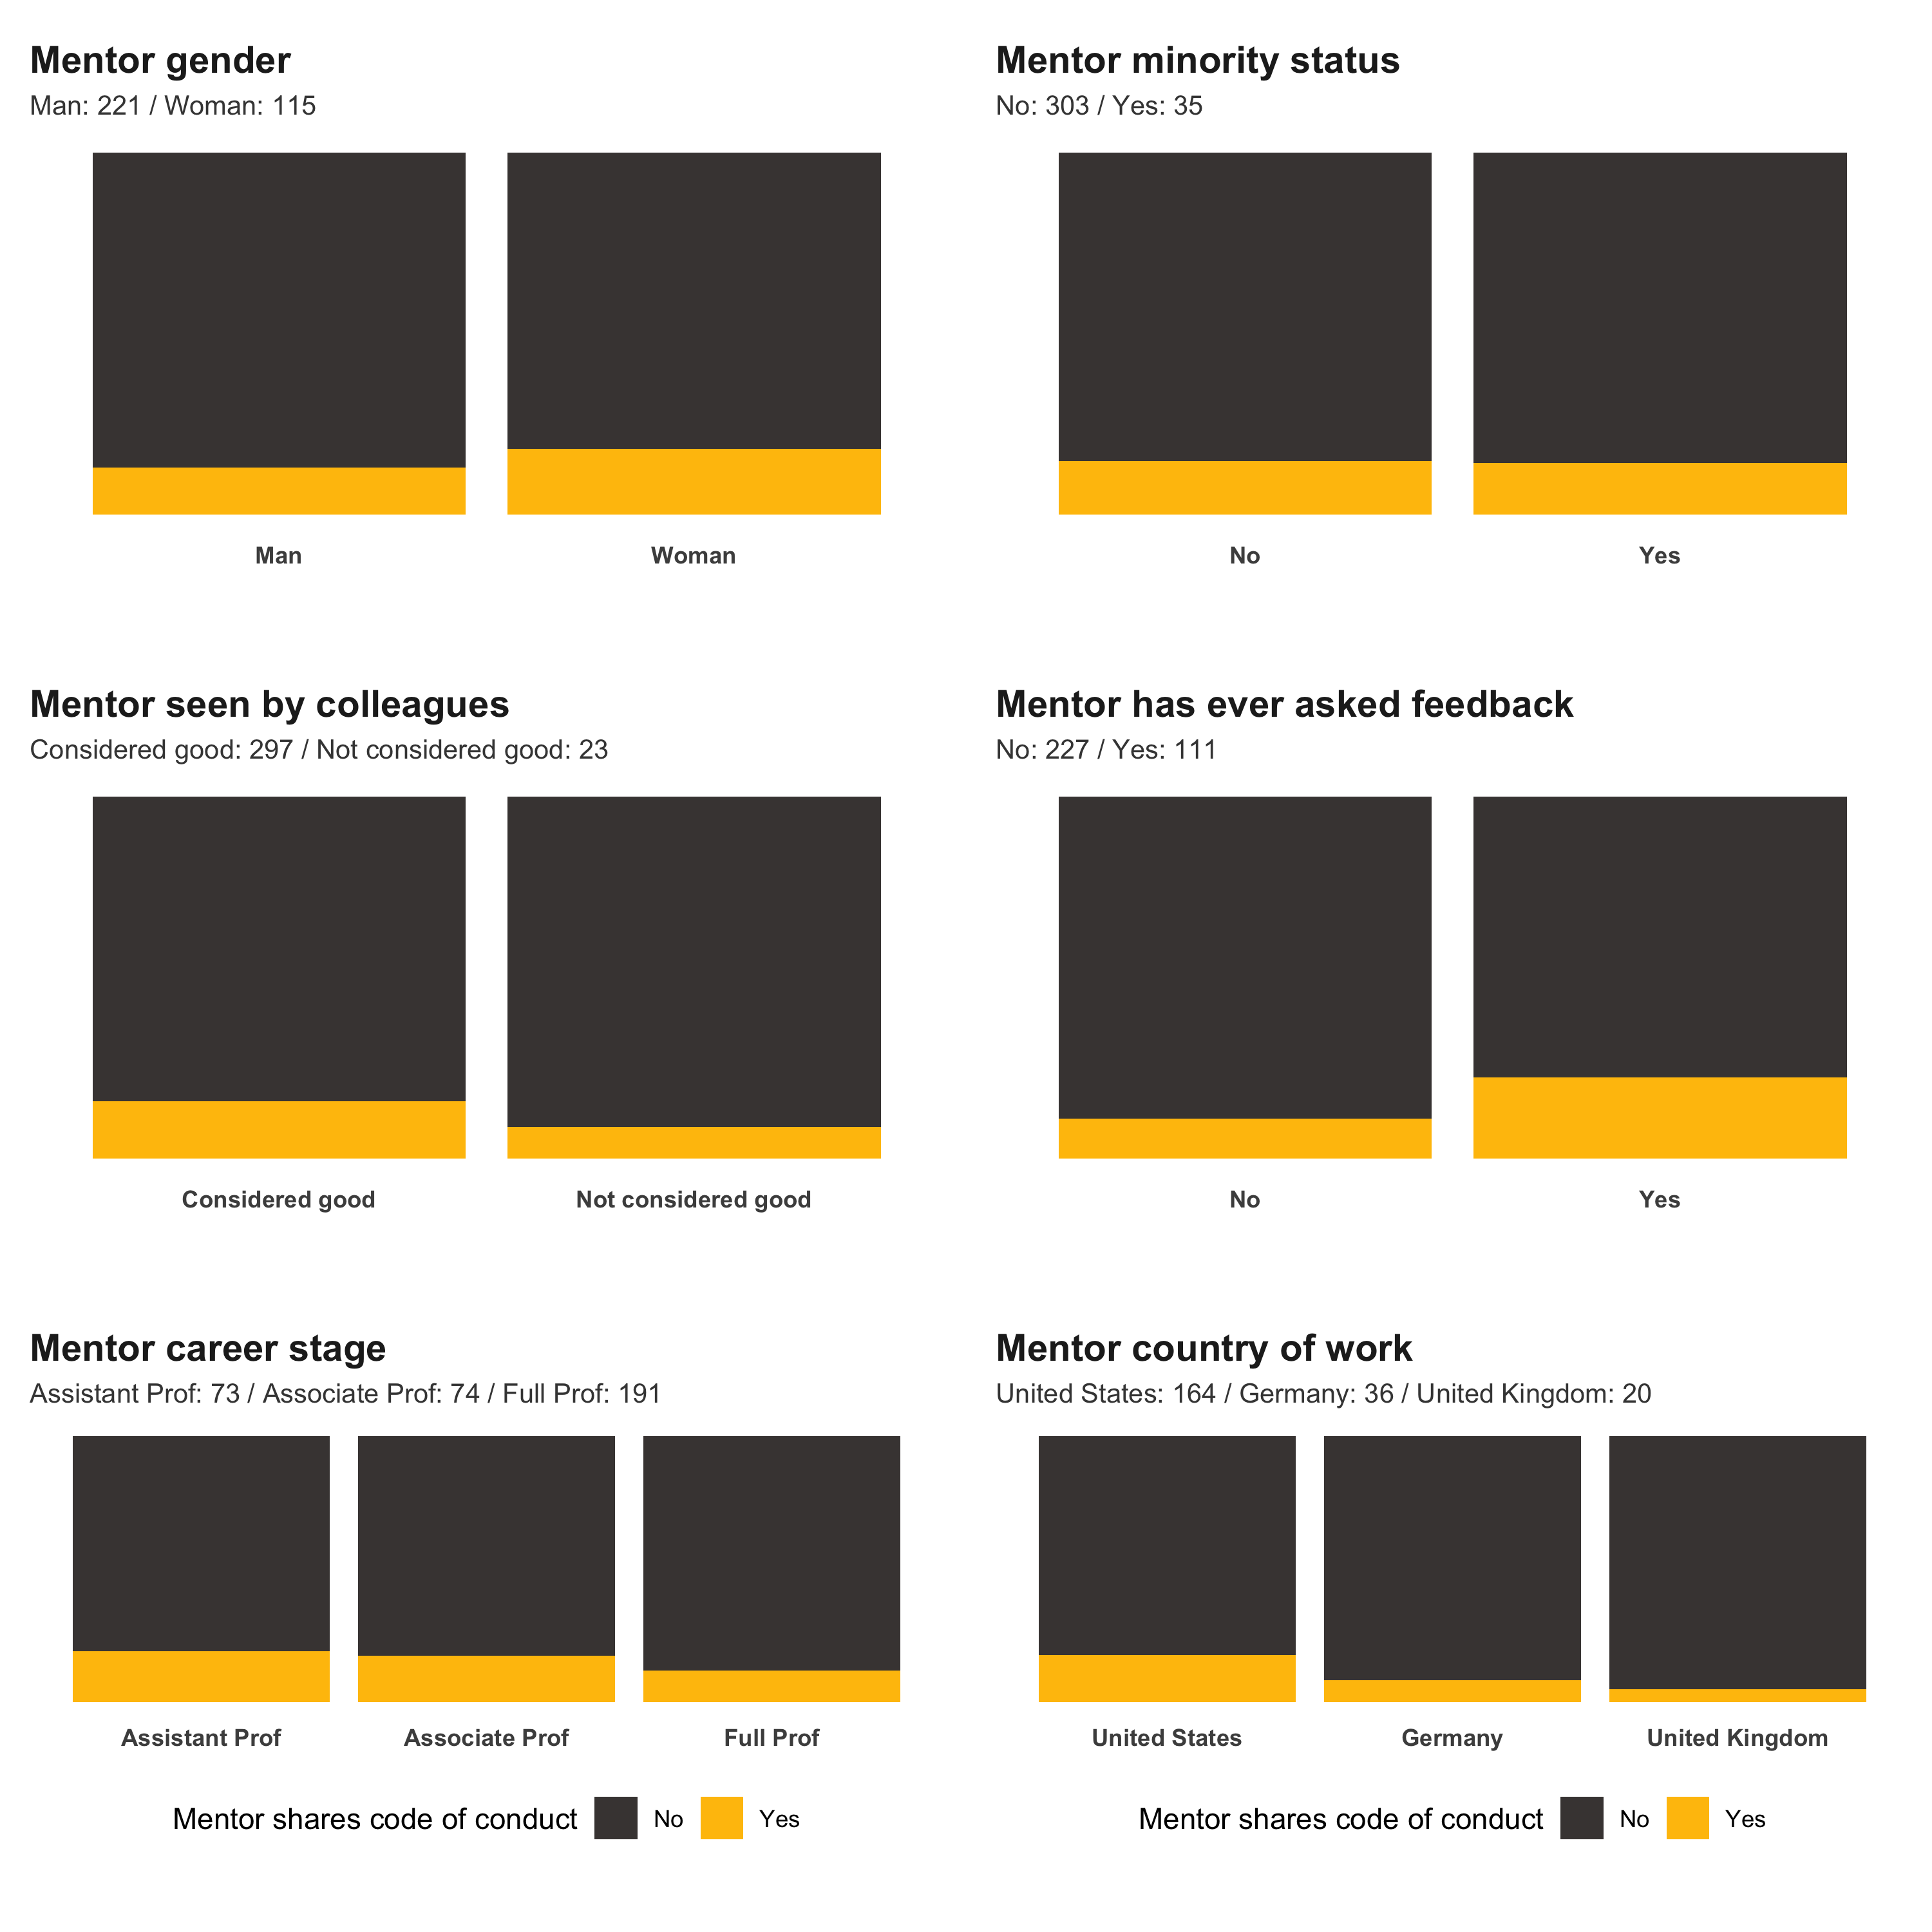 Mentor gender
Man: 221 / Woman: 115
Man
Woman
Mentor minority status
No: 303 / Yes: 35
No
Yes
Mentor seen by colleagues
Considered good: 297 / Not considered good: 23
Considered good
Not considered good
Mentor has ever asked feedback
No: 227 / Yes: 111
No
Yes
Mentor career stage
Assistant Prof: 73 / Associate Prof: 74 / Full Prof: 191
Assistant Prof
Associate Prof
Full Prof
Mentor shares code of conduct No Yes
Mentor country of work
United States: 164 / Germany: 36 / United Kingdom: 20
United States
Germany
United Kingdom
Mentor shares code of conduct No Yes